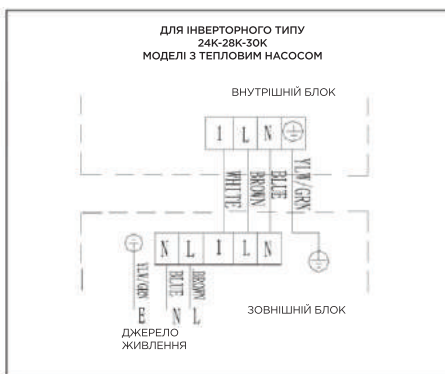 ДЛЯ ІНВЕРТОРНОГО ТИПУ
24K-28K-30K
МОДЕЛІ З ТЕПЛОВИМ НАСОСОМ
ВНУТРІШНІЙ БЛОК
1 L N
WHITE BROWN BLUE YLW/GRN
N L 1 L N
YLW/GRN BLUE BROWN
E N L
ЗОВНІШНІЙ БЛОК
ДЖЕРЕЛО
ЖИВЛЕННЯ